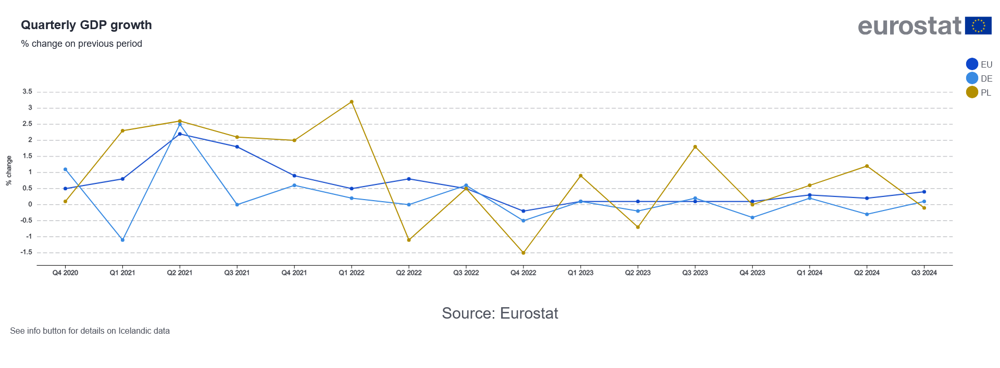 Quarterly GDP growth
% change on previous period
eurostat
EU
DE
PL
3.5
3
2.5
2
1.5
1
0.5
0
-0.5
-1
-1.5
% change
Q4 2020 Q1 2021 Q2 2021 Q3 2021 Q4 2021 Q1 2022 Q2 2022 Q3 2022 Q4 2022 Q1 2023 Q2 2023 Q3 2023 Q4 2023 Q1 2024 Q2 2024 Q3 2024
Source: Eurostat
See info button for details on Icelandic data